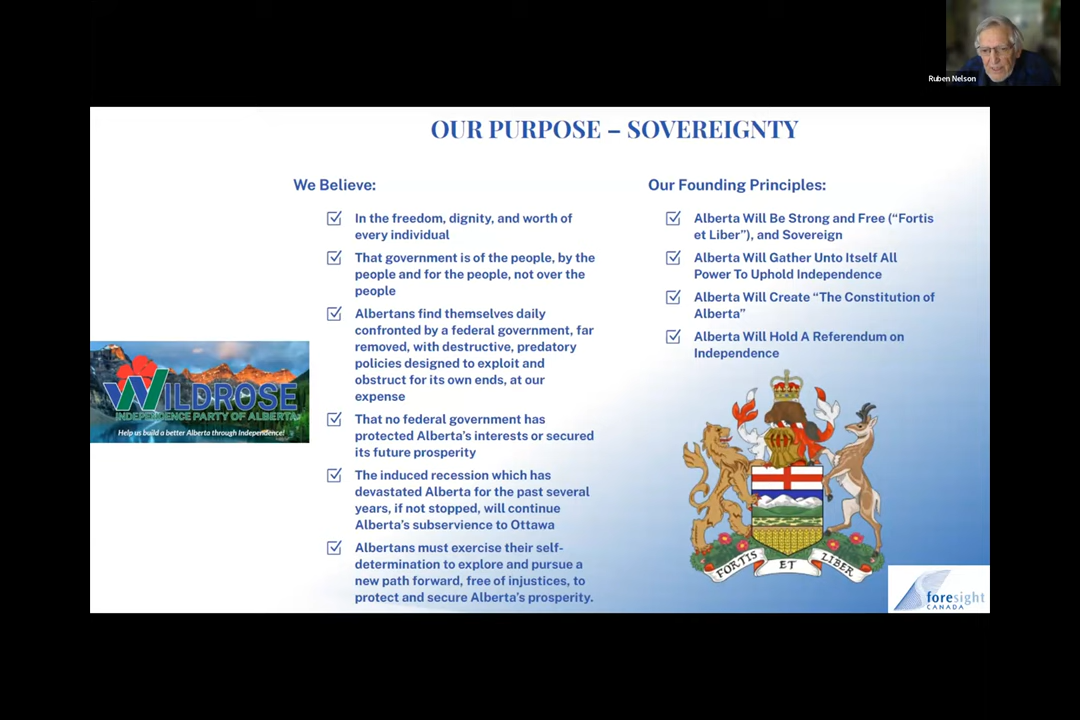 Ruben Nelson
OUR PURPOSE – SOVEREIGNTY
We Believe:
In the freedom, dignity, and worth of
every individual
That government is of the people, by the
people and for the people, not over the
people
Albertans find themselves daily
confronted by a federal government, far
removed, with destructive, predatory
policies designed to exploit and
obstruct for its own ends, at our
expense
That no federal government has
protected Alberta's interests or secured
its future prosperity
The induced recession which has
devastated Alberta for the past several
years, if not stopped, will continue
Alberta's subservience to Ottawa
Albertans must exercise their self-
determination to explore and pursue a
new path forward, free of injustices, to
protect and secure Alberta's prosperity.
Our Founding Principles:
Alberta Will Be Strong and Free (“Fortis
et Liber”), and Sovereign
Alberta Will Gather Unto Itself All
Power To Uphold Independence
Alberta Will Create “The Constitution of
Alberta”
Alberta Will Hold A Referendum on
Independence
WILDROSE
INDEPENDENCE PARTY OF ALBERTA
Help us build a better Alberta through Independence!
FORTIS ET LIBER
foresight
CANADA